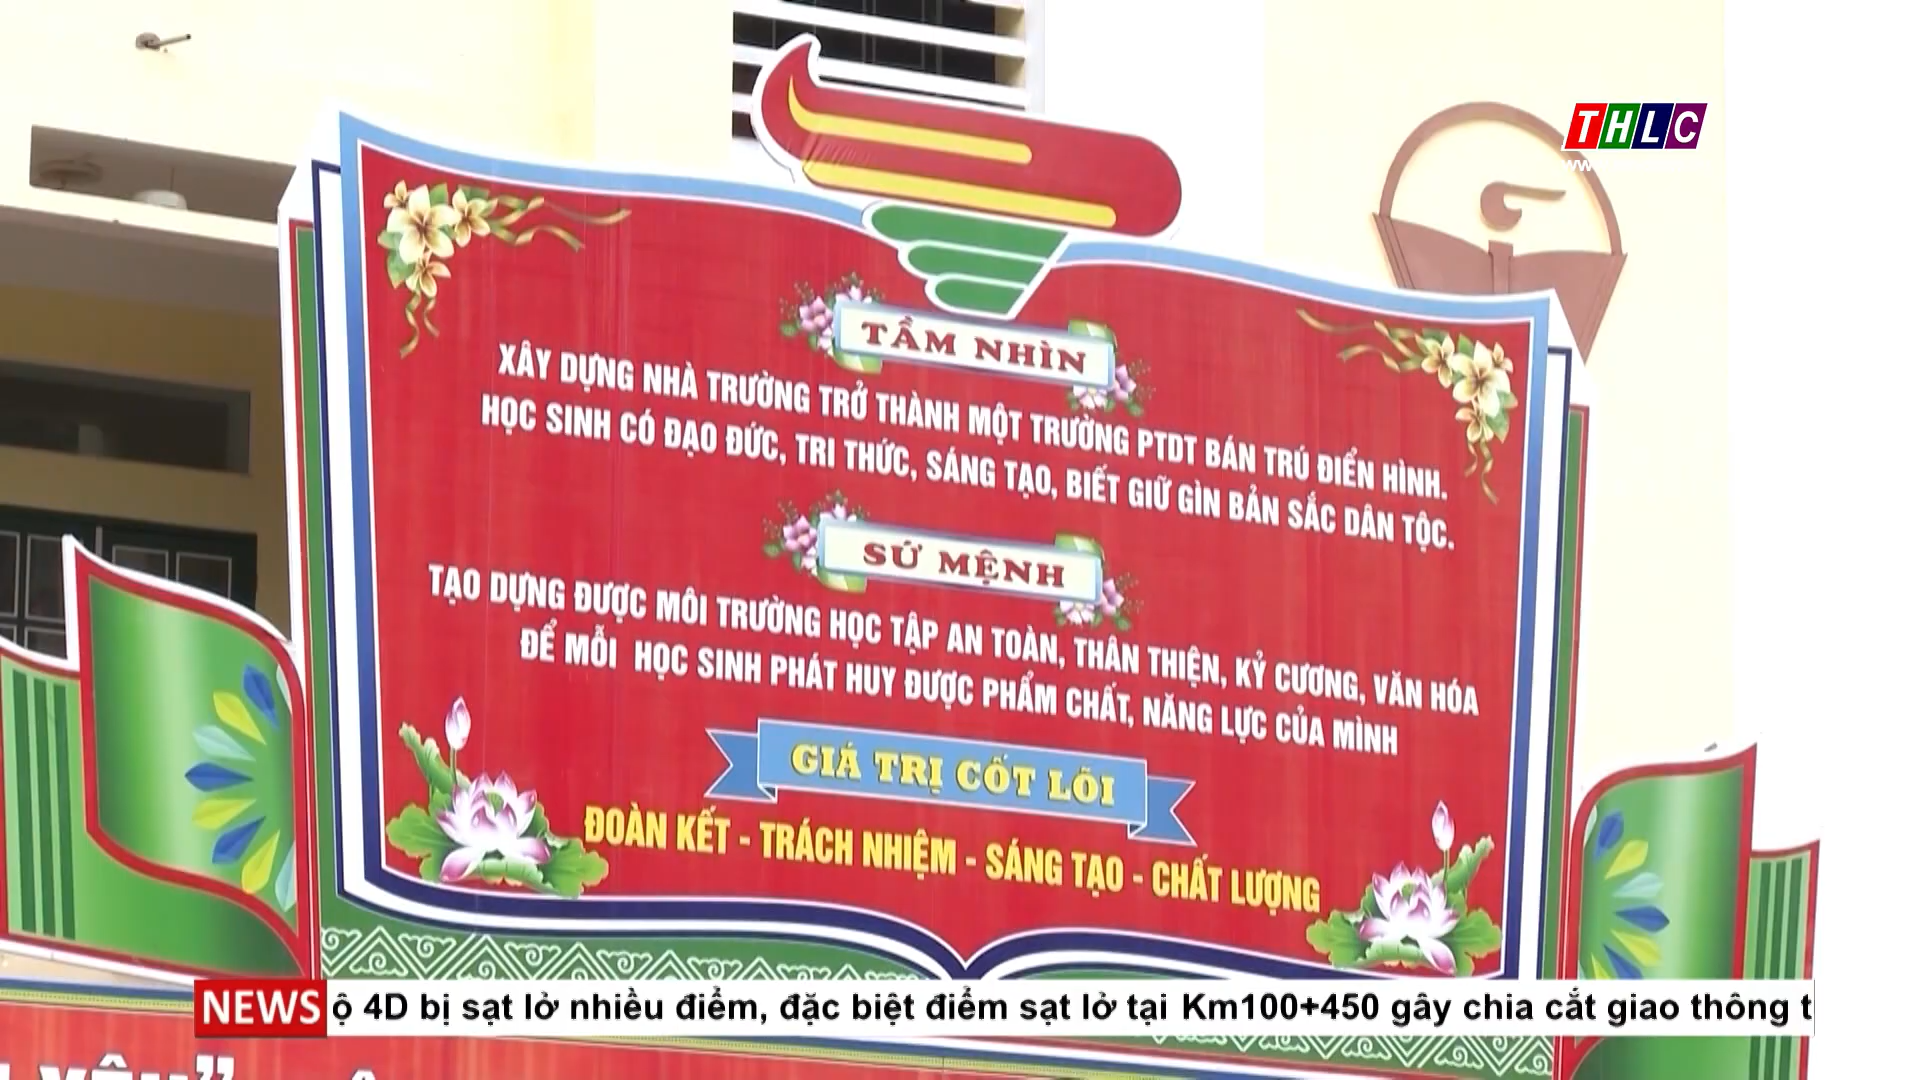 THLC
TẦM NHÌN
XÂY DỰNG NHÀ TRƯỜNG TRỞ THÀNH MỘT TRƯỜNG PTDT BÁN TRÚ ĐIỂN HÌNH.
HỌC SINH CÓ ĐẠO ĐỨC, TRI THỨC, SÁNG TẠO, BIẾT GIỮ GÌN BẢN SẮC DÂN TỘC.
SỨ MỆNH
TẠO DỰNG ĐƯỢC MÔI TRƯỜNG HỌC TẬP AN TOÀN, THÂN THIỆN, KỶ CƯƠNG, VĂN HÓA
ĐỂ MỖI HỌC SINH PHÁT HUY ĐƯỢC PHẨM CHẤT, NĂNG LỰC CỦA MÌNH
GIÁ TRỊ CỐT LÕI
ĐOÀN KẾT - TRÁCH NHIỆM - SÁNG TẠO - CHẤT LƯỢNG
NEWS ộ 4D bị sạt lở nhiều điểm, đặc biệt điểm sạt lở tại Km100+450 gây chia cắt giao thông t